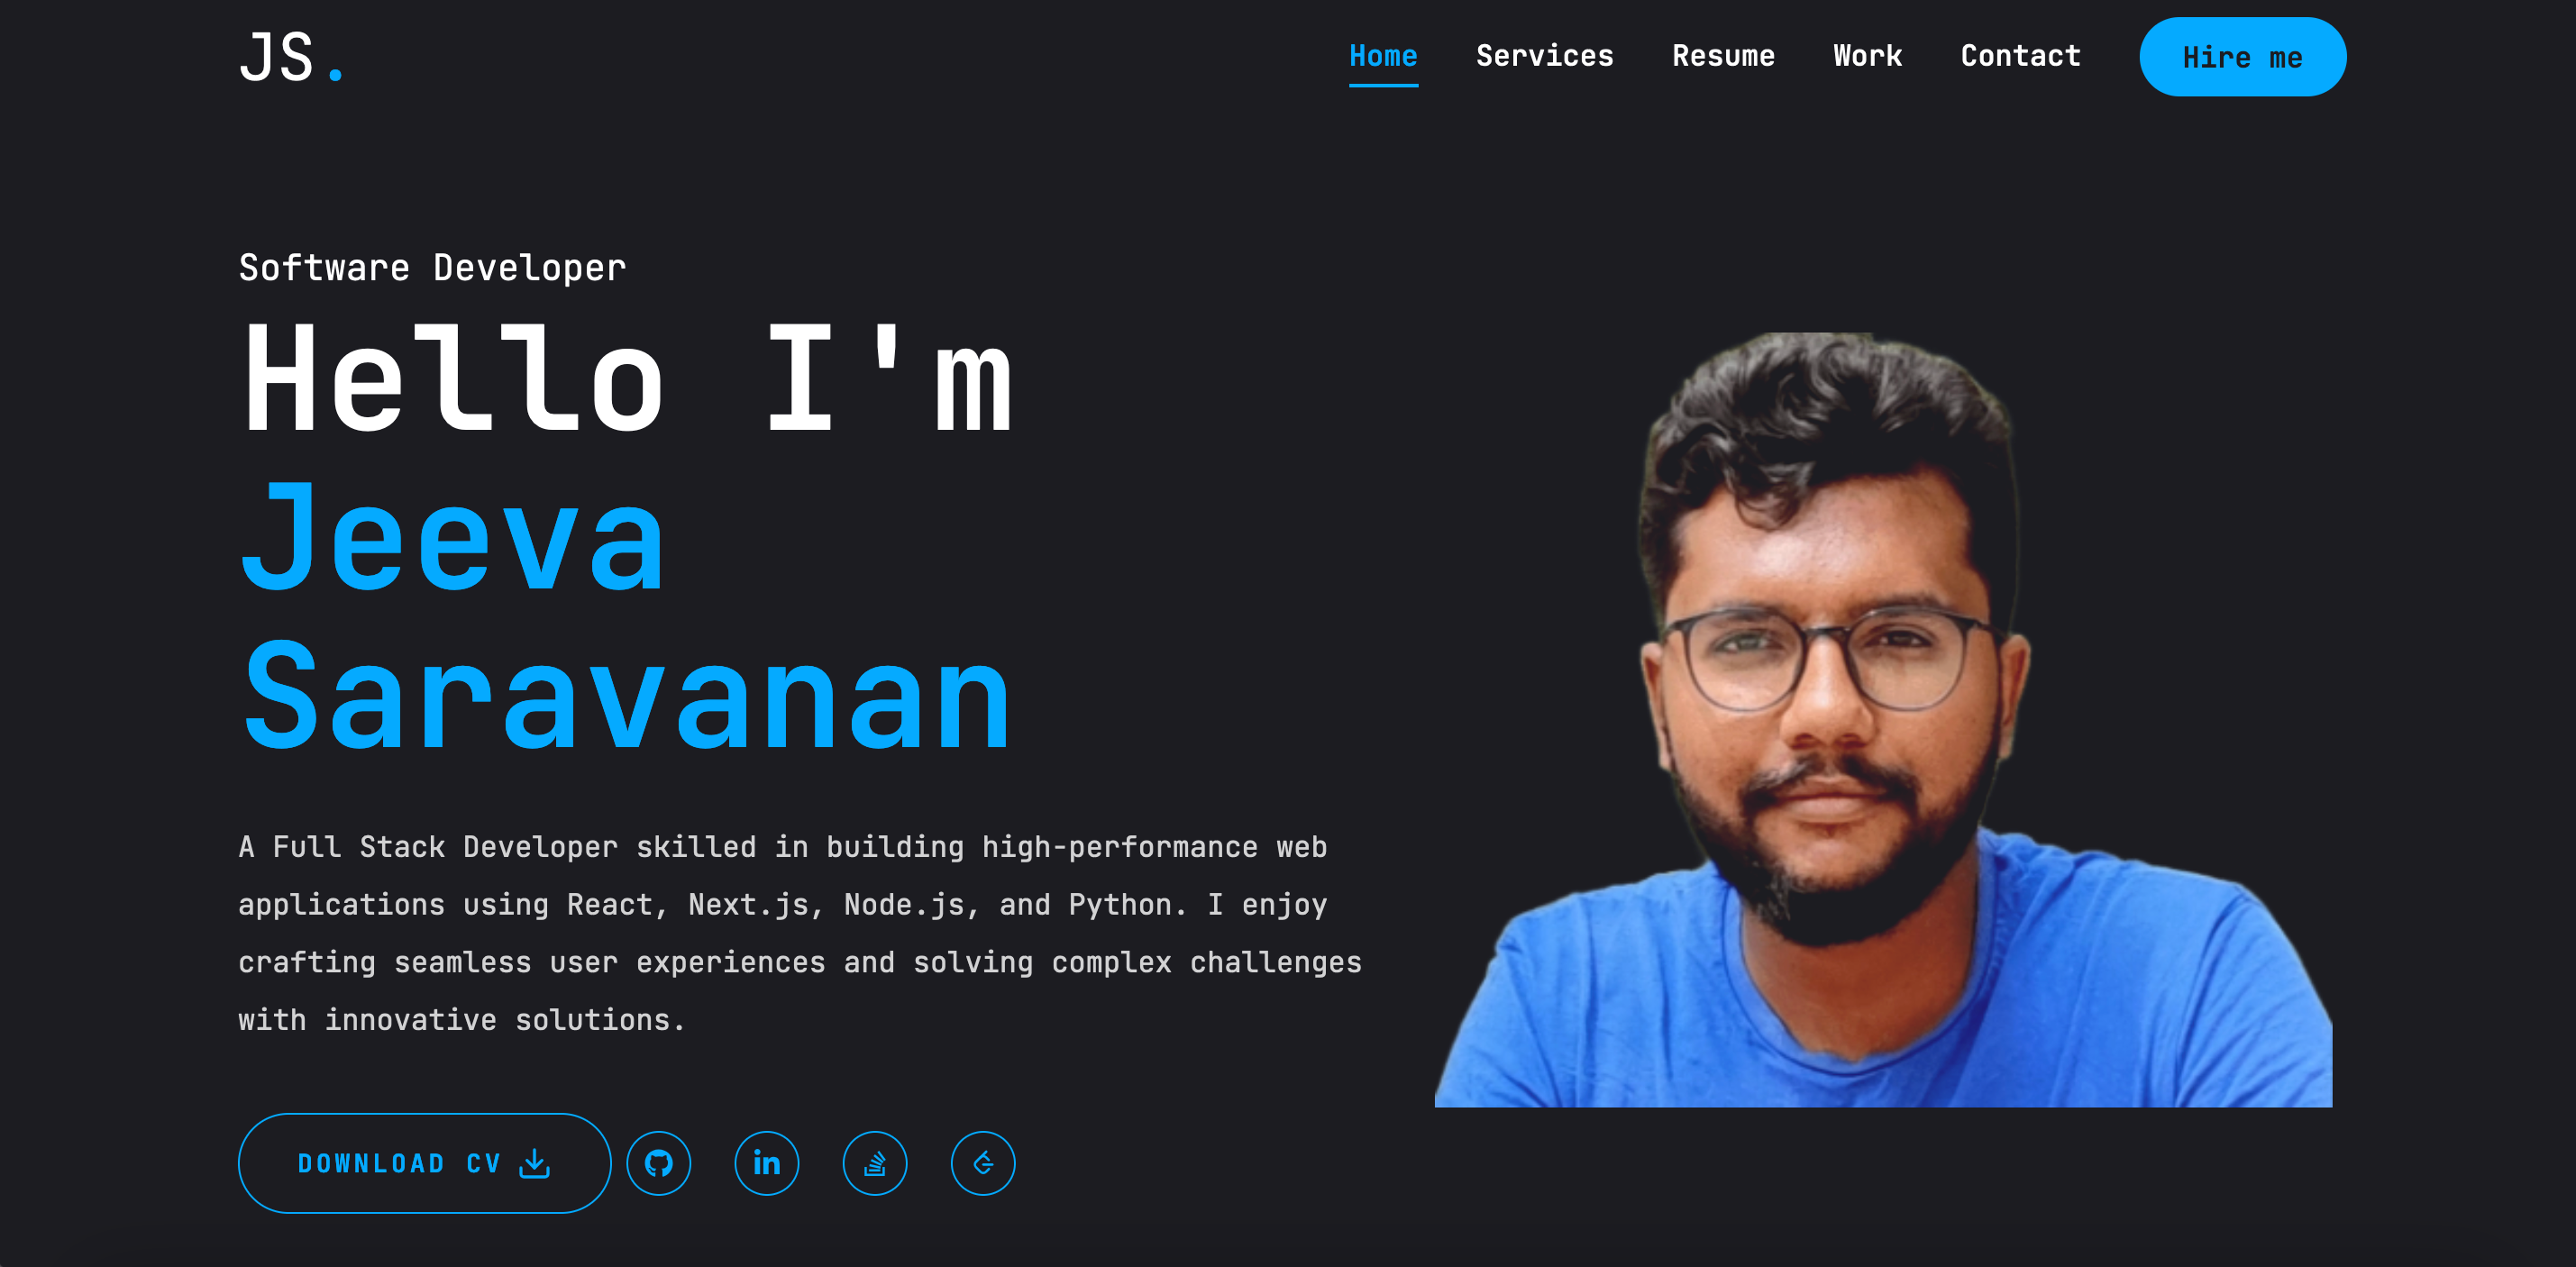 JS.
Home Services Resume Work Contact Hire me
Software Developer
Hello I'm
Jeeva
Saravanan
A Full Stack Developer skilled in building high-performance web
applications using React, Next.js, Node.js, and Python. I enjoy
crafting seamless user experiences and solving complex challenges
with innovative solutions.
DOWNLOAD CV
in